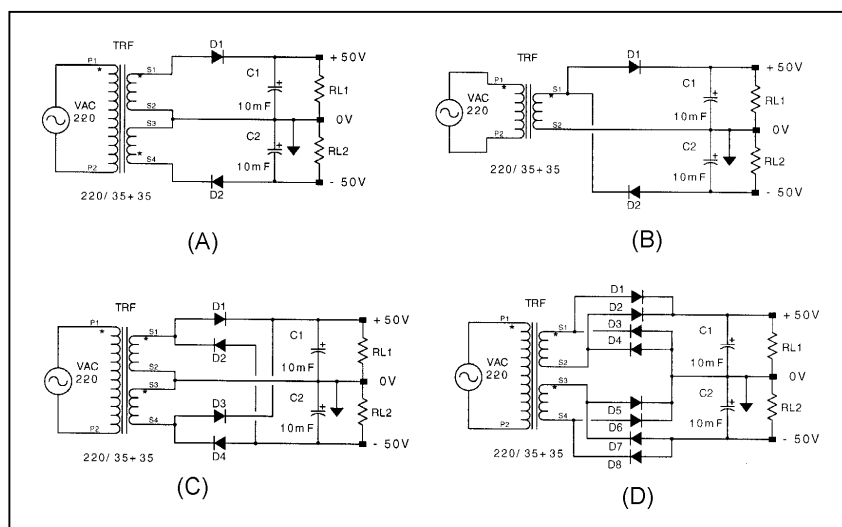 TRF
D1
+50V
P1
*
S1
*
C1
+
RL1
VAC
220
10mF
S2
S3
0V
C2
+
RL2
*
10mF
P2
S4
D2
- 50V
220/ 35+35
(A)
TRF
D1
+50V
P1
*
S1
*
C1
+
RL1
VAC
220
10mF
S2
0V
C2
+
RL2
P2
10mF
D2
- 50V
220/ 35+35
(B)
TRF
D1
+50V
P1
*
S1
*
D2
C1
+
RL1
VAC
220
10mF
S2
S3
*
0V
D3
C2
+
RL2
10mF
P2
S4
D4
- 50V
220/ 35+35
(C)
D1
TRF
D2
+50V
P1
*
S1
*
D3
C1
+
D4
RL1
VAC
220
S2
10mF
0V
S3
*
D5
C2
+
RL2
S4
D6
10mF
P2
D7
- 50V
D8
220/ 35+35
(D)